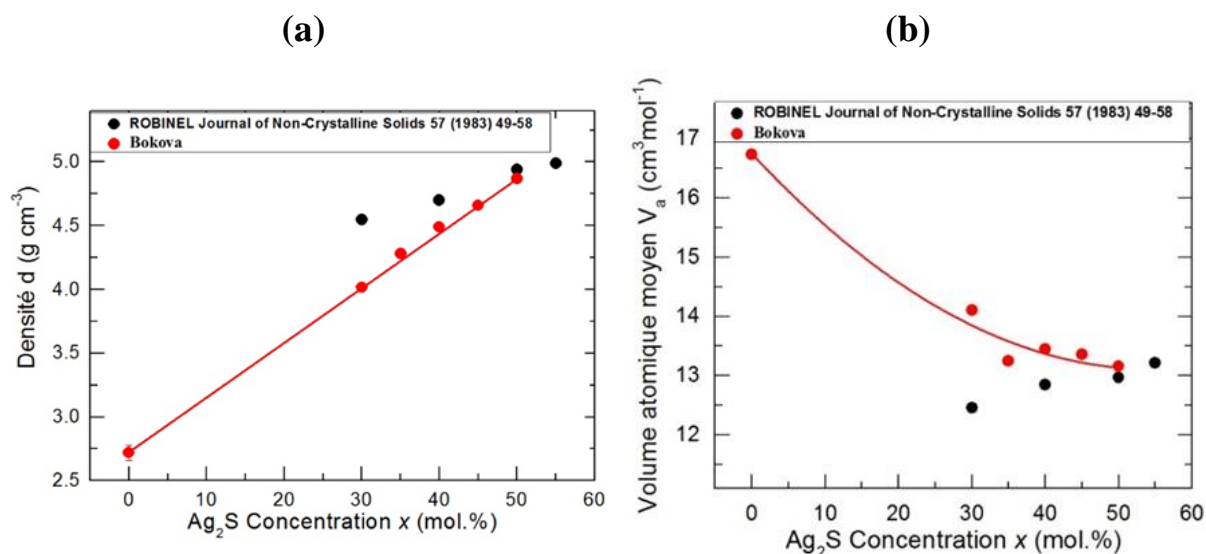 (a)
(b)
ROBINEL Journal of Non-Crystalline Solids 57 (1983) 49-58
Bokova
Densité d (g cm⁻³)
5.0
4.5
4.0
3.5
3.0
2.5
0 10 20 30 40 50 60
Ag₂S Concentration x (mol.%)
ROBINEL Journal of Non-Crystalline Solids 57 (1983) 49-58
Bokova
Volume atomique moyen Vₐ (cm³mol⁻¹)
17
16
15
14
13
12
0 10 20 30 40 50 60
Ag₂S Concentration x (mol.%)